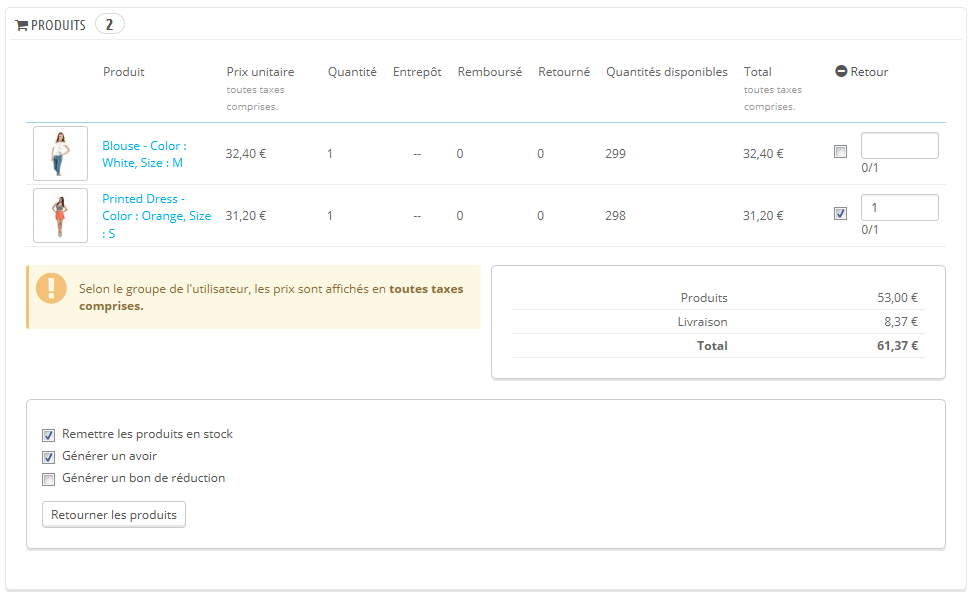 PRODUITS 2
Produit Prix unitaire Quantité Entrepôt Remboursé Retourné Quantités disponibles Total Retour
toutes taxes toutes taxes
comprises. comprises.
Blouse - Color :
White, Size : M
32,40 € 1 -- 0 0 299 32,40 €
0/1
Printed Dress -
Color : Orange, Size
: S
31,20 € 1 -- 0 0 298 31,20 € 1
0/1
Selon le groupe de l'utilisateur, les prix sont affichés en toutes taxes
comprises.
Produits 53,00 €
Livraison 8,37 €
Total 61,37 €
Remettre les produits en stock
Générer un avoir
Générer un bon de réduction
Retourner les produits